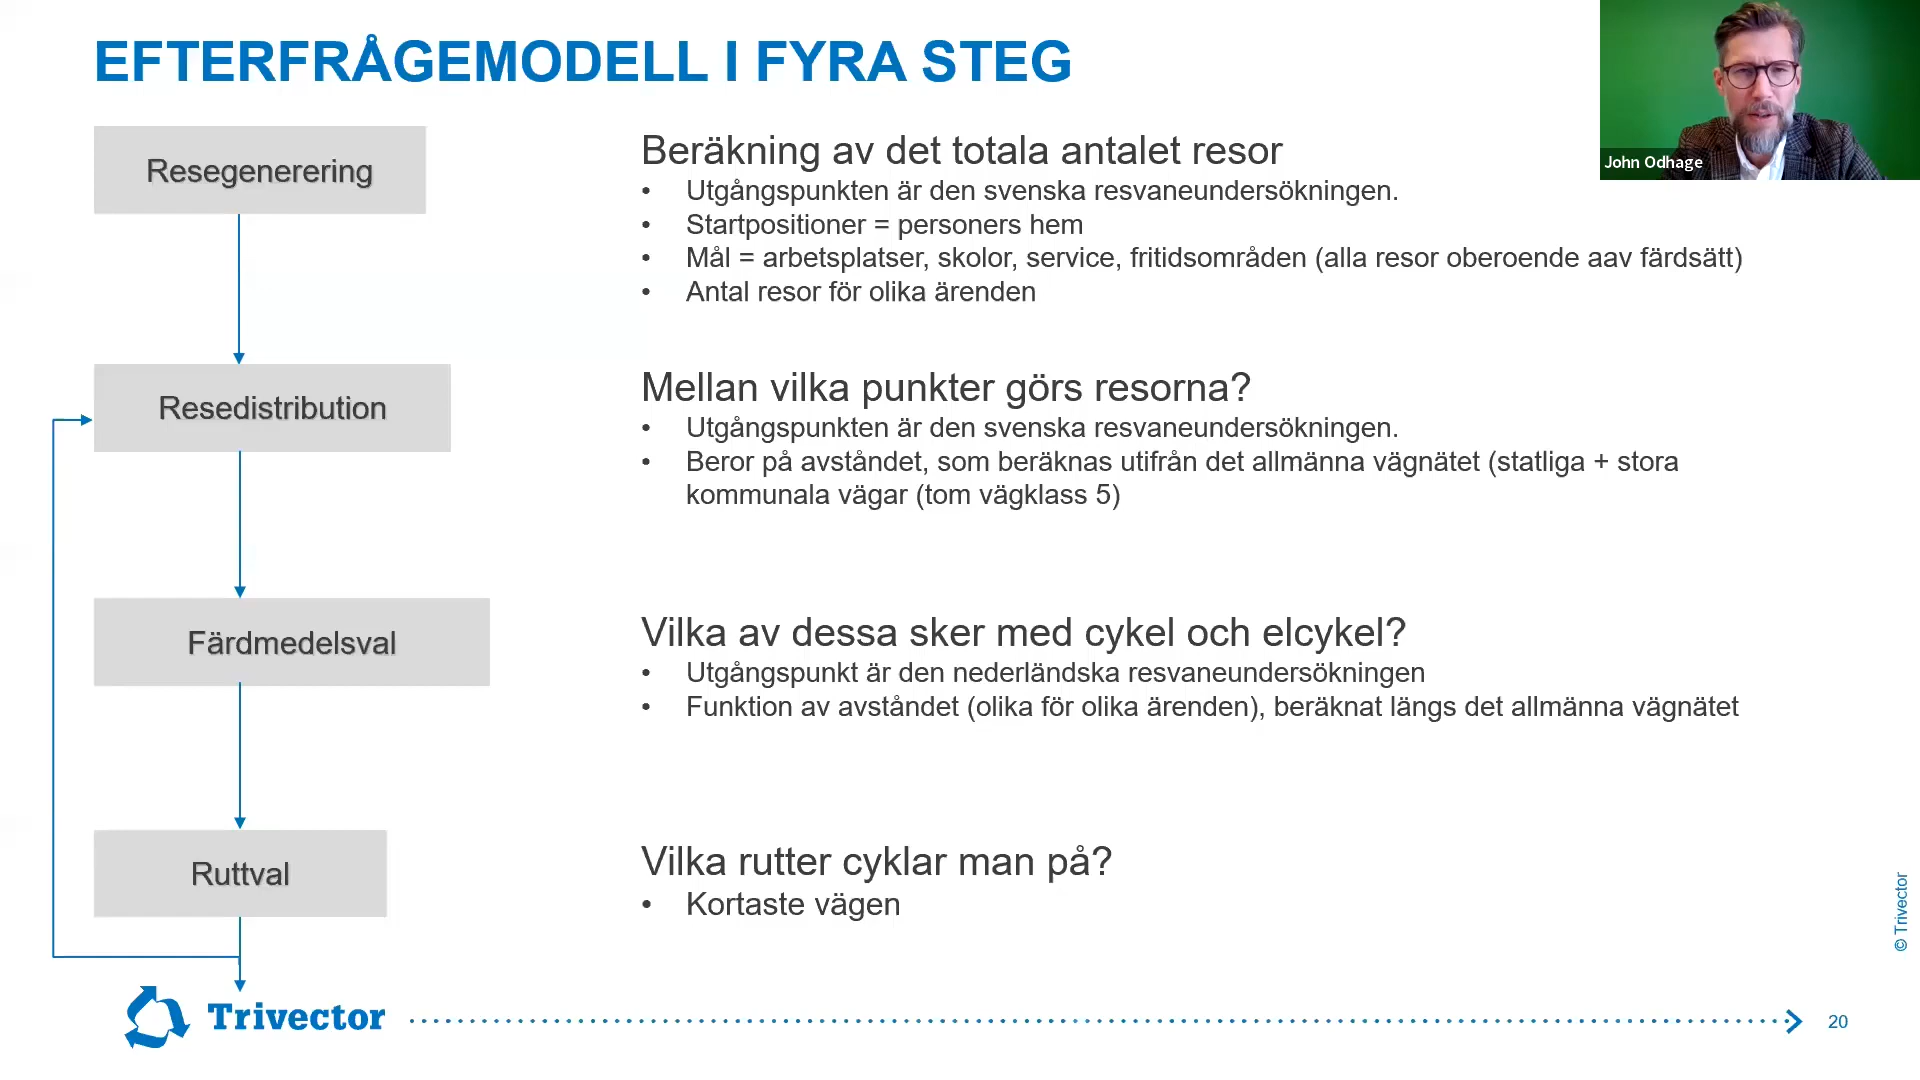 EFTERFRÅGEMODELL I FYRA STEG
John Odhage
Resegenerering
Beräkning av det totala antalet resor
• Utgångspunkten är den svenska resvaneundersökningen.
• Startpositioner = personers hem
• Mål = arbetsplatser, skolor, service, fritidsområden (alla resor oberoende aav färdsätt)
• Antal resor för olika ärenden
Resedistribution
Mellan vilka punkter görs resorna?
• Utgångspunkten är den svenska resvaneundersökningen.
• Beror på avståndet, som beräknas utifrån det allmänna vägnätet (statliga + stora
kommunala vägar (tom vägklass 5)
Färdmedelsval
Vilka av dessa sker med cykel och elcykel?
• Utgångspunkt är den nederländska resvaneundersökningen
• Funktion av avståndet (olika för olika ärenden), beräknat längs det allmänna vägnätet
Ruttval
Vilka rutter cyklar man på?
• Kortaste vägen
© Trivector
Trivector
20